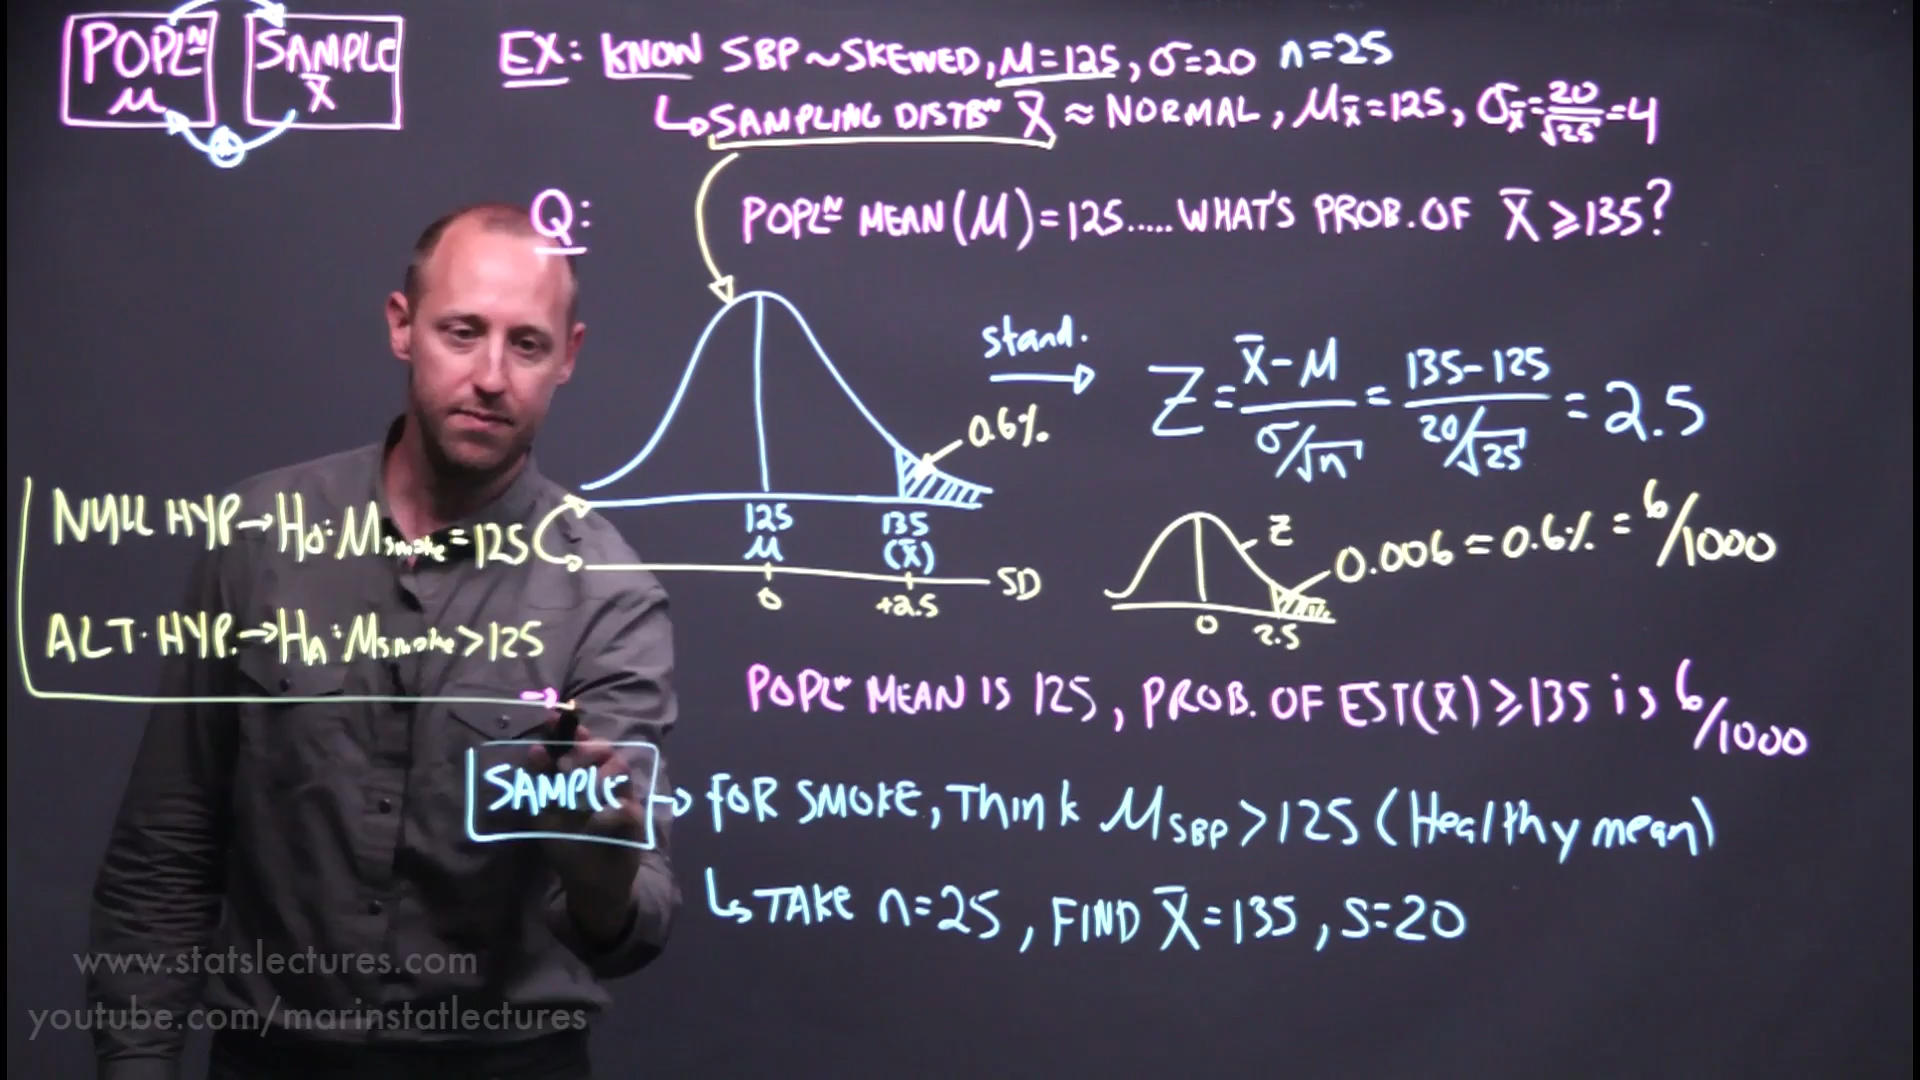 POPLᴺ
μ
SAMPLE
x̄
EX: KNOW SBP ~ SKEWED, μ=125, σ=20 n=25
↳ SAMPLING DISTBᴺ X̄ ≈ NORMAL, μx̄=125, σx̄=20/√25=4
Q: POPLᴺ MEAN (μ)=125.....WHAT'S PROB. OF X̄ ≥ 135?
stand.
→
Z = (X̄-μ)/(σ/√n) = (135-125)/(20/√25) = 2.5
0.6%
125
μ
135
(X̄)
0
+2.5
SD
Z
0.006 = 0.6% = 6/1000
0
2.5
NULL HYP. → H₀: μsmoke = 125
ALT. HYP. → HA: μsmoke > 125
POPLᴺ MEAN IS 125, PROB. OF EST(X̄) ≥ 135 is 6/1000
SAMPLE → FOR SMOKE, Think μSBP > 125 (Healthy mean)
↳ TAKE n=25, FIND X̄=135, s=20
www.statslectures.com
youtube.com/marinstatlectures